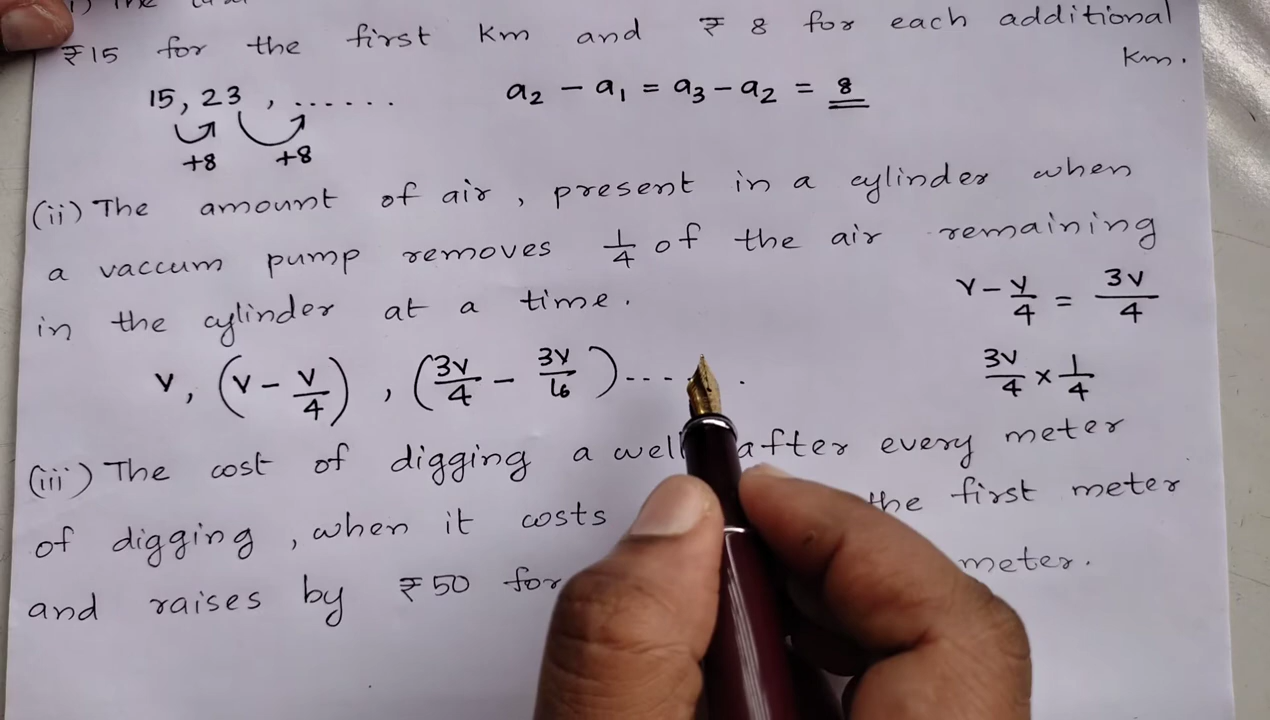 i) The
₹15 for the first Km and ₹ 8 for each additional
Km.
15, 23 , ...... a₂ - a₁ = a₃ - a₂ = 8
+8 +8
(ii) The amount of air , present in a cylinder when
a vaccum pump removes 1/4 of the air remaining
in the cylinder at a time.
V - V/4 = 3V/4
V, (V - V/4) , (3V/4 - 3V/16) ..... .
3V/4 × 1/4
(iii) The cost of digging a well after every meter
of digging , when it costs the first meter
and raises by ₹50 for meter.